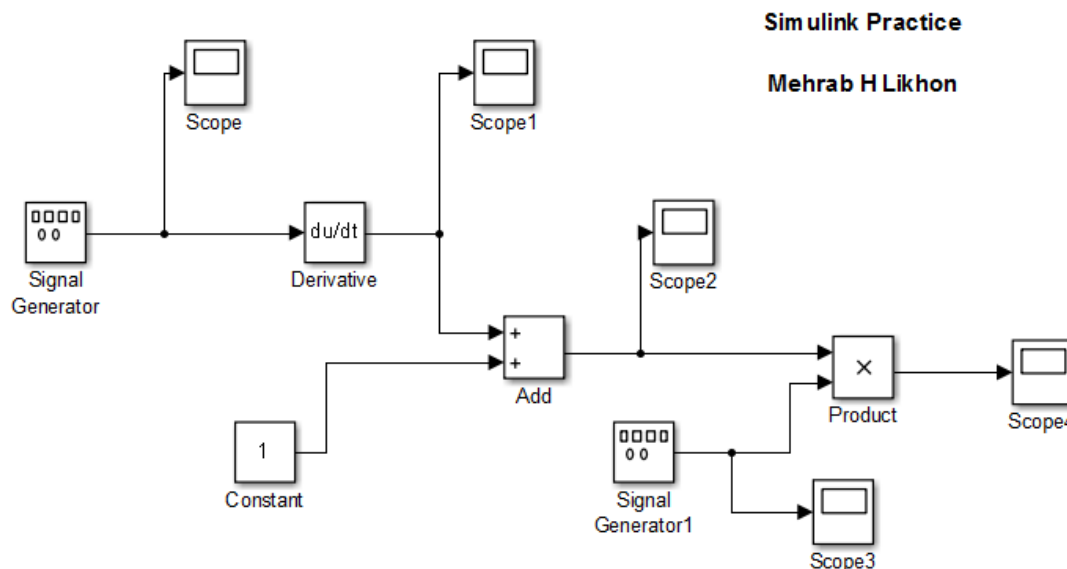 Simulink Practice
Mehrab H Likhon
Scope
Scope1
du/dt
Signal
Generator
Derivative
Scope2
+
+
Add
×
Product
Scope4
1
Constant
Signal
Generator1
Scope3